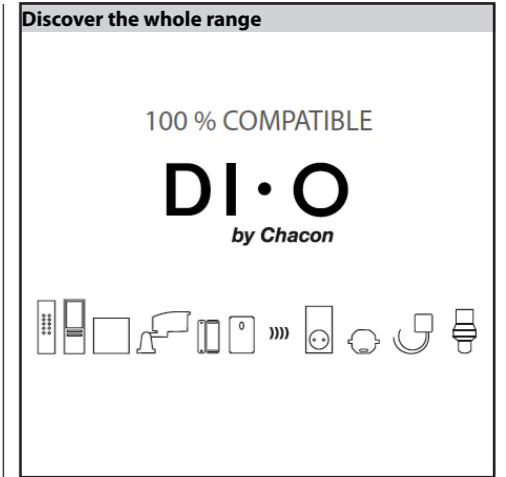 Discover the whole range
100 % COMPATIBLE
DI·O
by Chacon